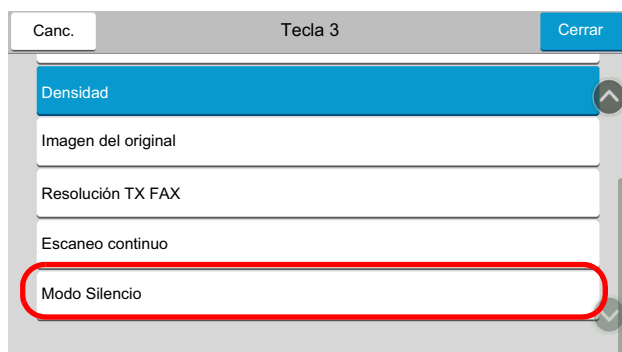 Canc. Tecla 3 Cerrar
Densidad
Imagen del original
Resolución TX FAX
Escaneo continuo
Modo Silencio